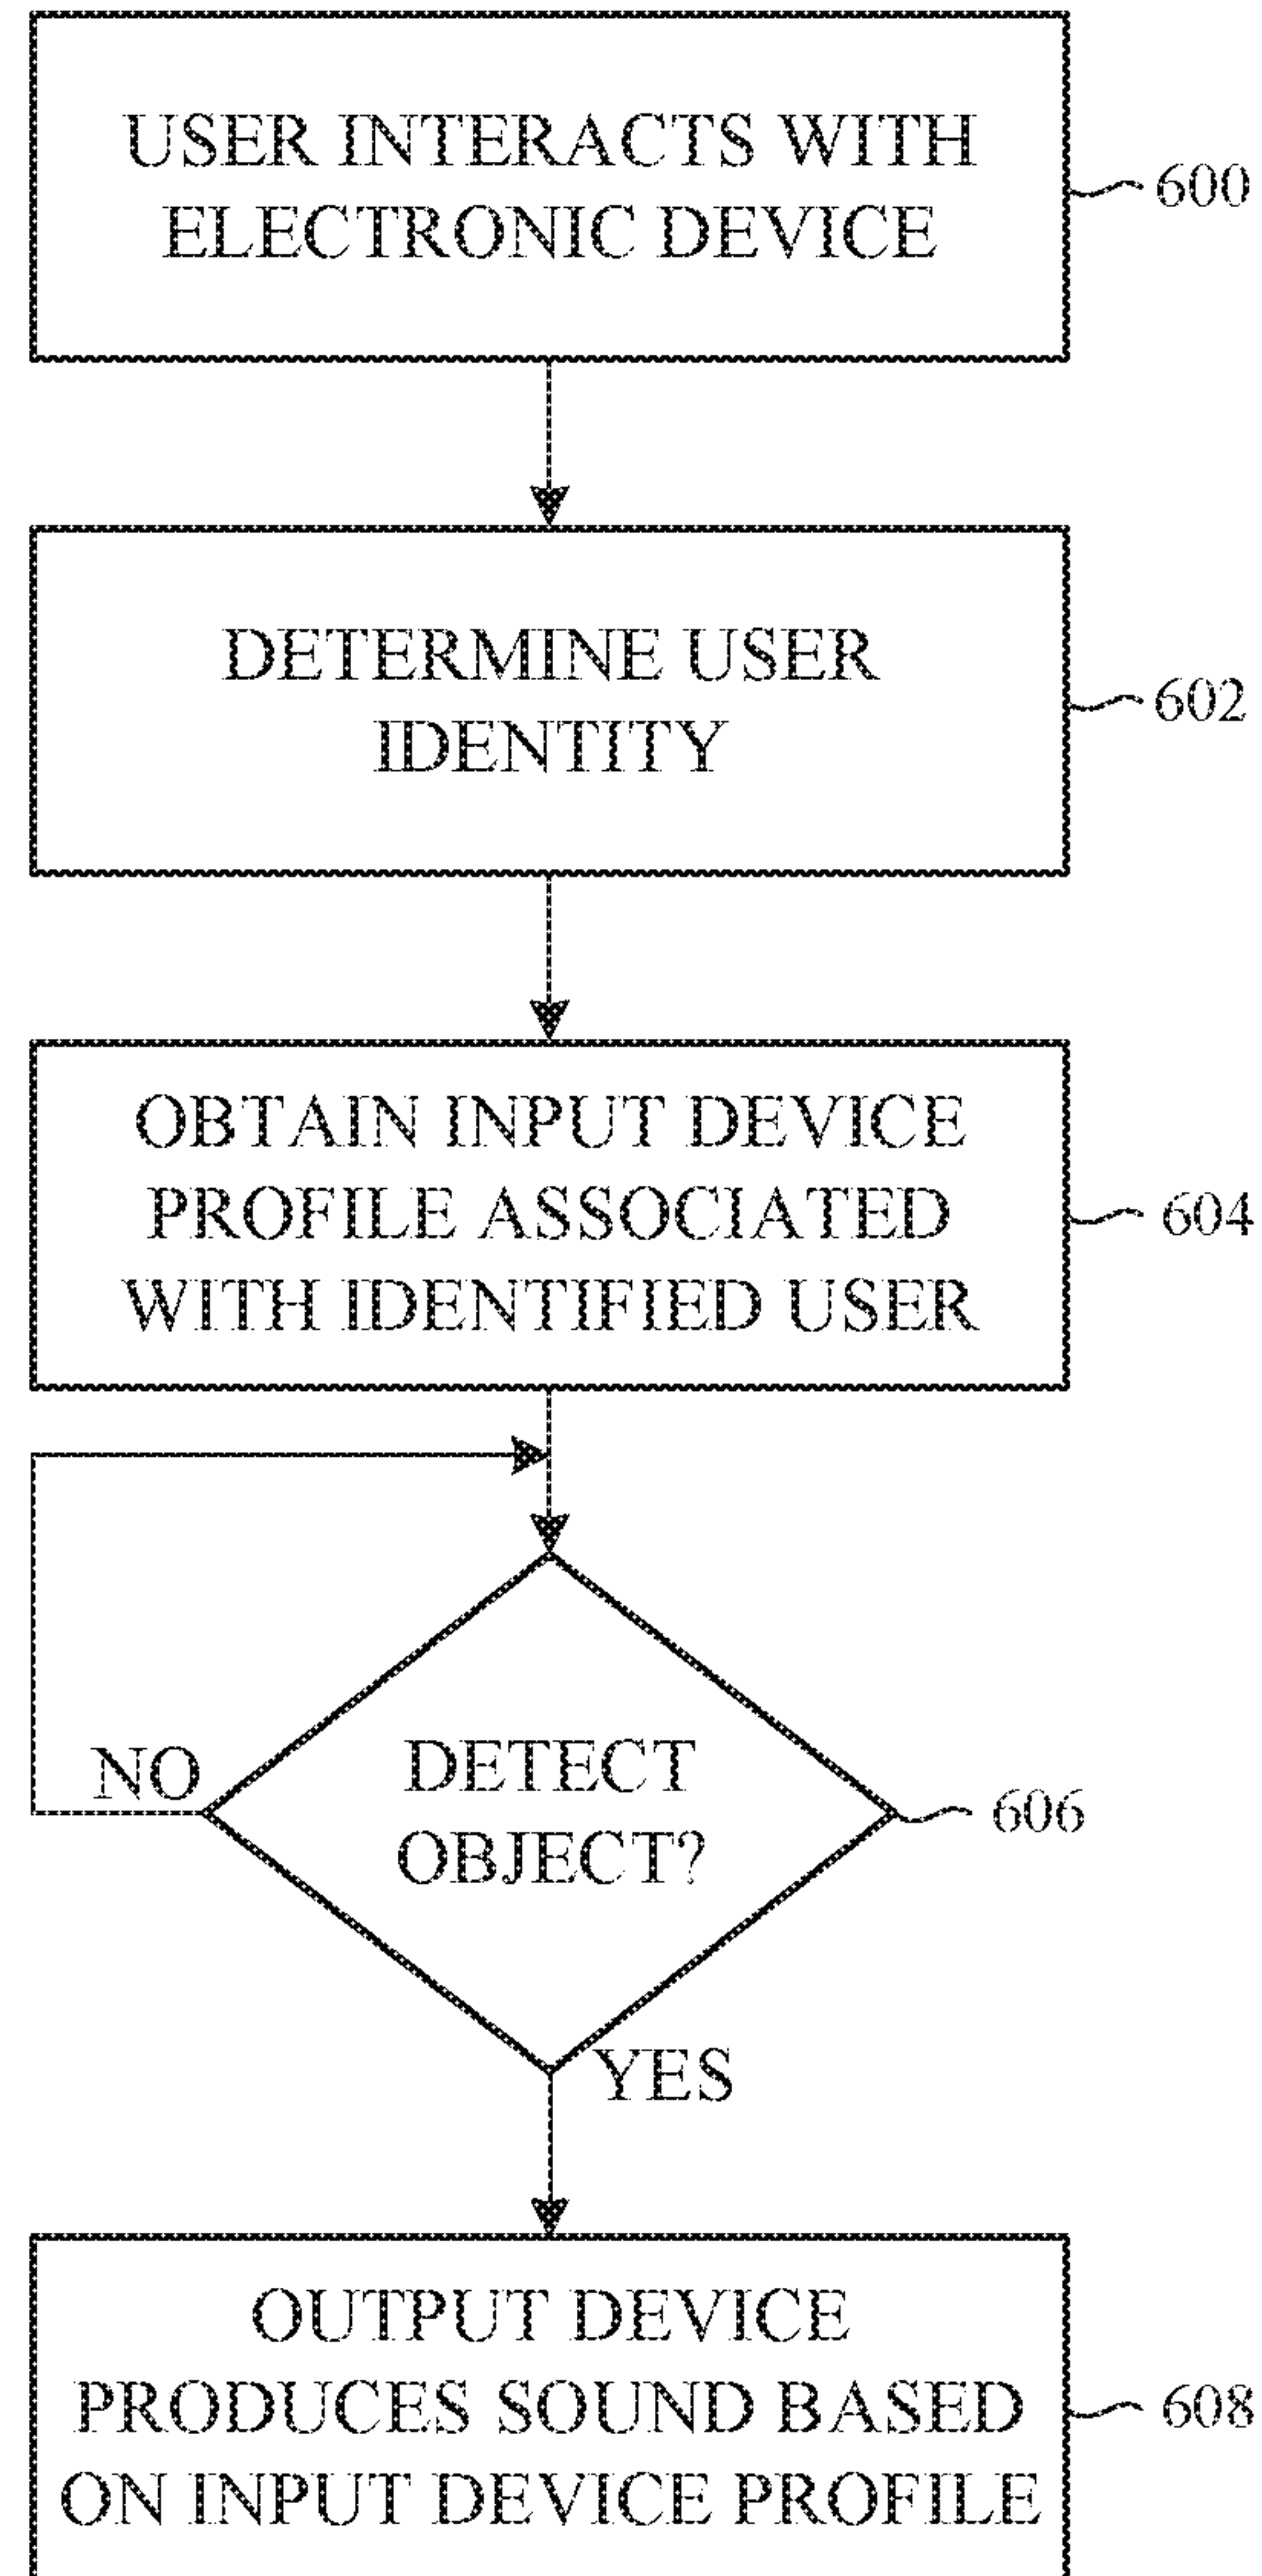 USER INTERACTS WITH
ELECTRONIC DEVICE
600
DETERMINE USER
IDENTITY
602
OBTAIN INPUT DEVICE
PROFILE ASSOCIATED
WITH IDENTIFIED USER
604
NO
DETECT
OBJECT?
606
YES
OUTPUT DEVICE
PRODUCES SOUND BASED
ON INPUT DEVICE PROFILE
608